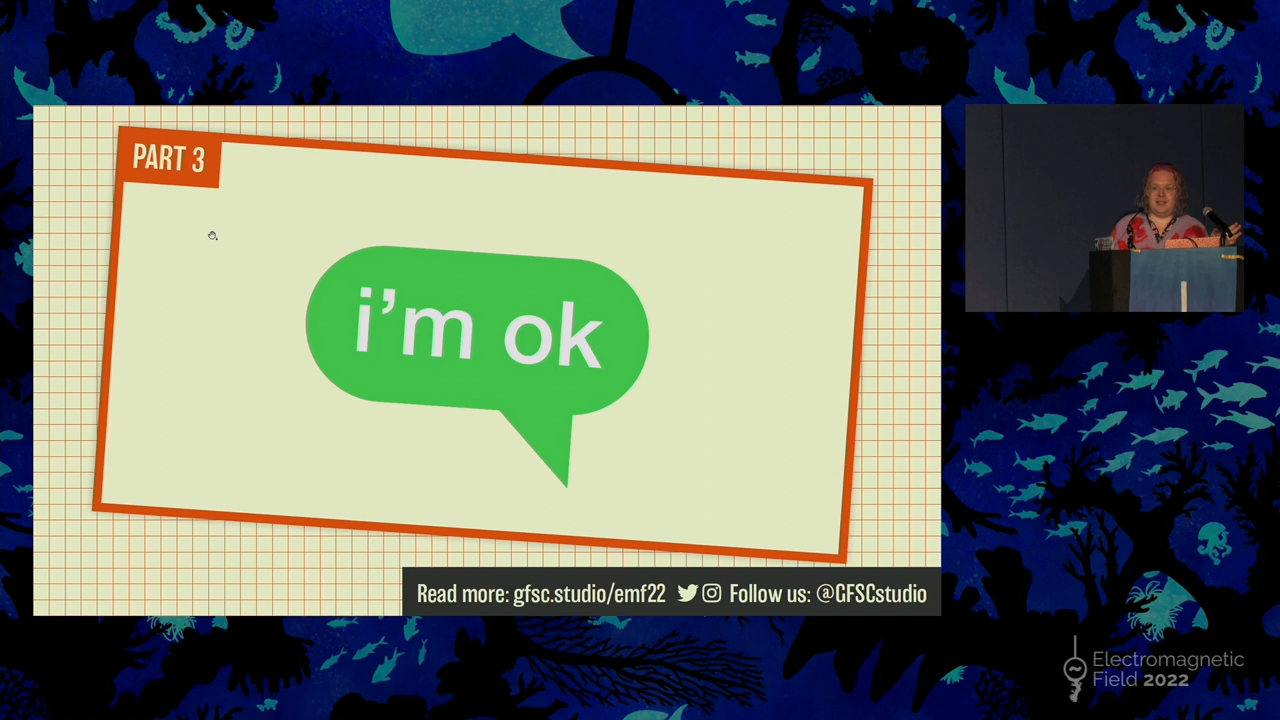 PART 3
i'm ok
Read more: gfsc.studio/emf22 Follow us: @GFSCstudio
Electromagnetic
Field 2022